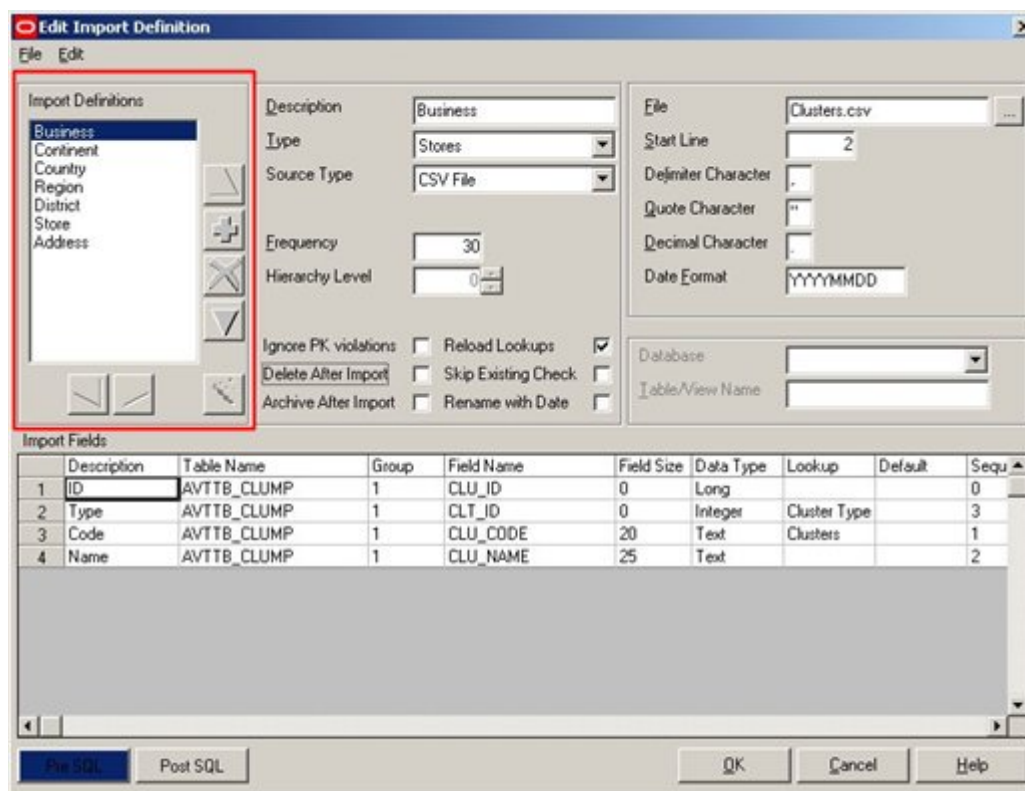 Edit Import Definition
File Edit
Import Definitions
Business
Continent
Country
Region
District
Store
Address
Description Business
Type Stores
Source Type CSV File
Frequency 30
Hierarchy Level 0
Ignore PK violations Reload Lookups
Delete After Import Skip Existing Check
Archive After Import Rename with Date
File Clusters.csv ...
Start Line 2
Delimiter Character ,
Quote Character "
Decimal Character .
Date Format YYYYMMDD
Database
Table/View Name
Import Fields
Description Table Name Group Field Name Field Size Data Type Lookup Default Sequ
1 ID AVTTB_CLUMP 1 CLU_ID 0 Long 0
2 Type AVTTB_CLUMP 1 CLT_ID 0 Integer Cluster Type 3
3 Code AVTTB_CLUMP 1 CLU_CODE 20 Text Clusters 1
4 Name AVTTB_CLUMP 1 CLU_NAME 25 Text 2
Pre SQL Post SQL OK Cancel Help